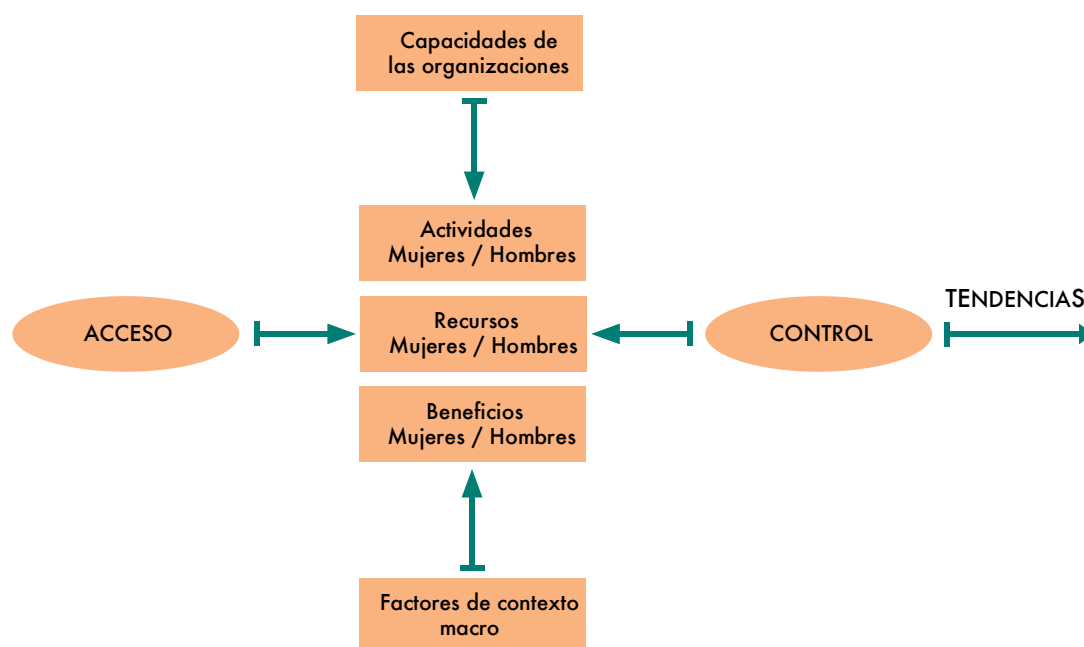 Capacidades de
las organizaciones
Actividades
Mujeres / Hombres
TENDENCIAS
ACCESO
Recursos
Mujeres / Hombres
CONTROL
Beneficios
Mujeres / Hombres
Factores de contexto
macro